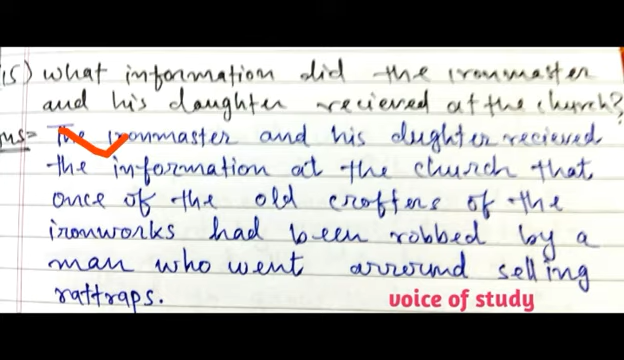 15) What information did the ironmaster
and his daughter recieved at the church?
Ans= The ironmaster and his dughter recieved
the information at the church that
once of the old crofters of the
ironworks had been robbed by a
man who went arround selling
rattraps.
voice of study